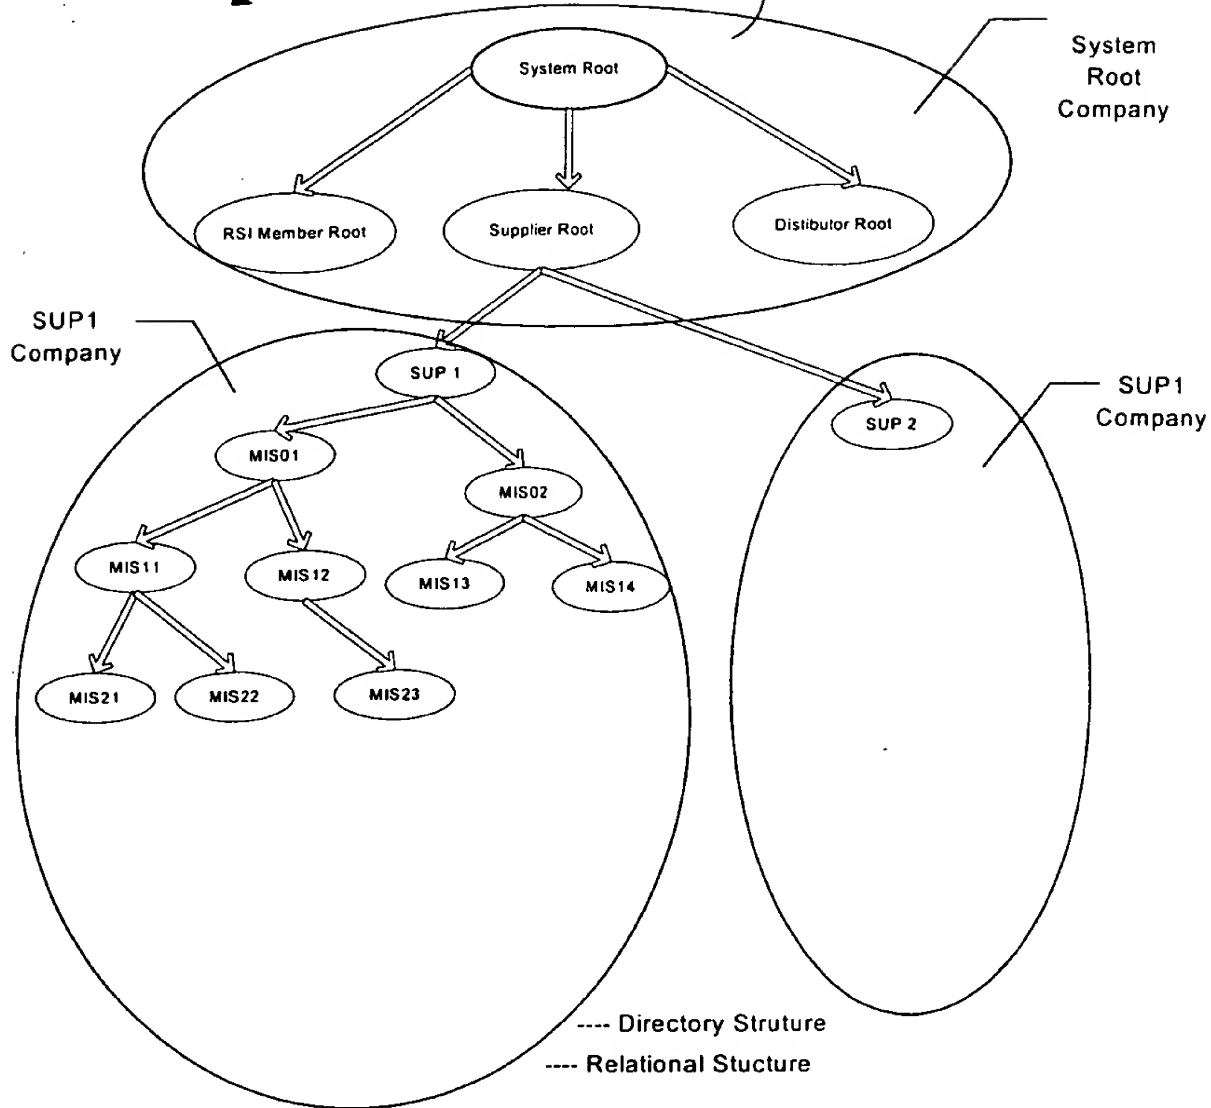 System Root
System
Root
Company
RSI Member Root
Supplier Root
Distibutor Root
SUP1
Company
SUP 1
SUP1
Company
SUP 2
MIS01
MIS02
MIS11
MIS12
MIS13
MIS14
MIS21
MIS22
MIS23
---- Directory Struture
---- Relational Stucture